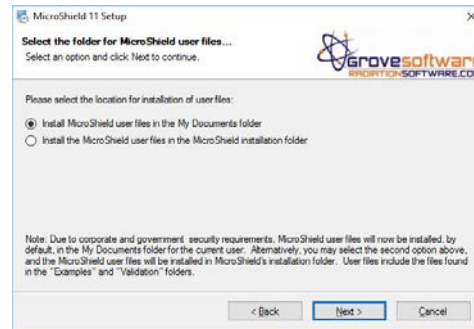 MicroShield 11 Setup
Select the folder for MicroShield user files...
Select an option and click Next to continue.
Grovesoftware
RADIATIONSOFTWARE.CO
Please select the location for installation of user files:
Install MicroShield user files in the My Documents folder
Install the MicroShield user files in the MicroShield installation folder
Note: Due to corporate and government security requirements, MicroShield user files will now be installed, by
default, in the My Documents folder for the current user. Alternatively, you may select the second option above,
and the MicroShield user files will be installed in MicroShield's installation folder. User files include the files found
in the "Examples" and "Validation" folders.
< Back
Next >
Cancel